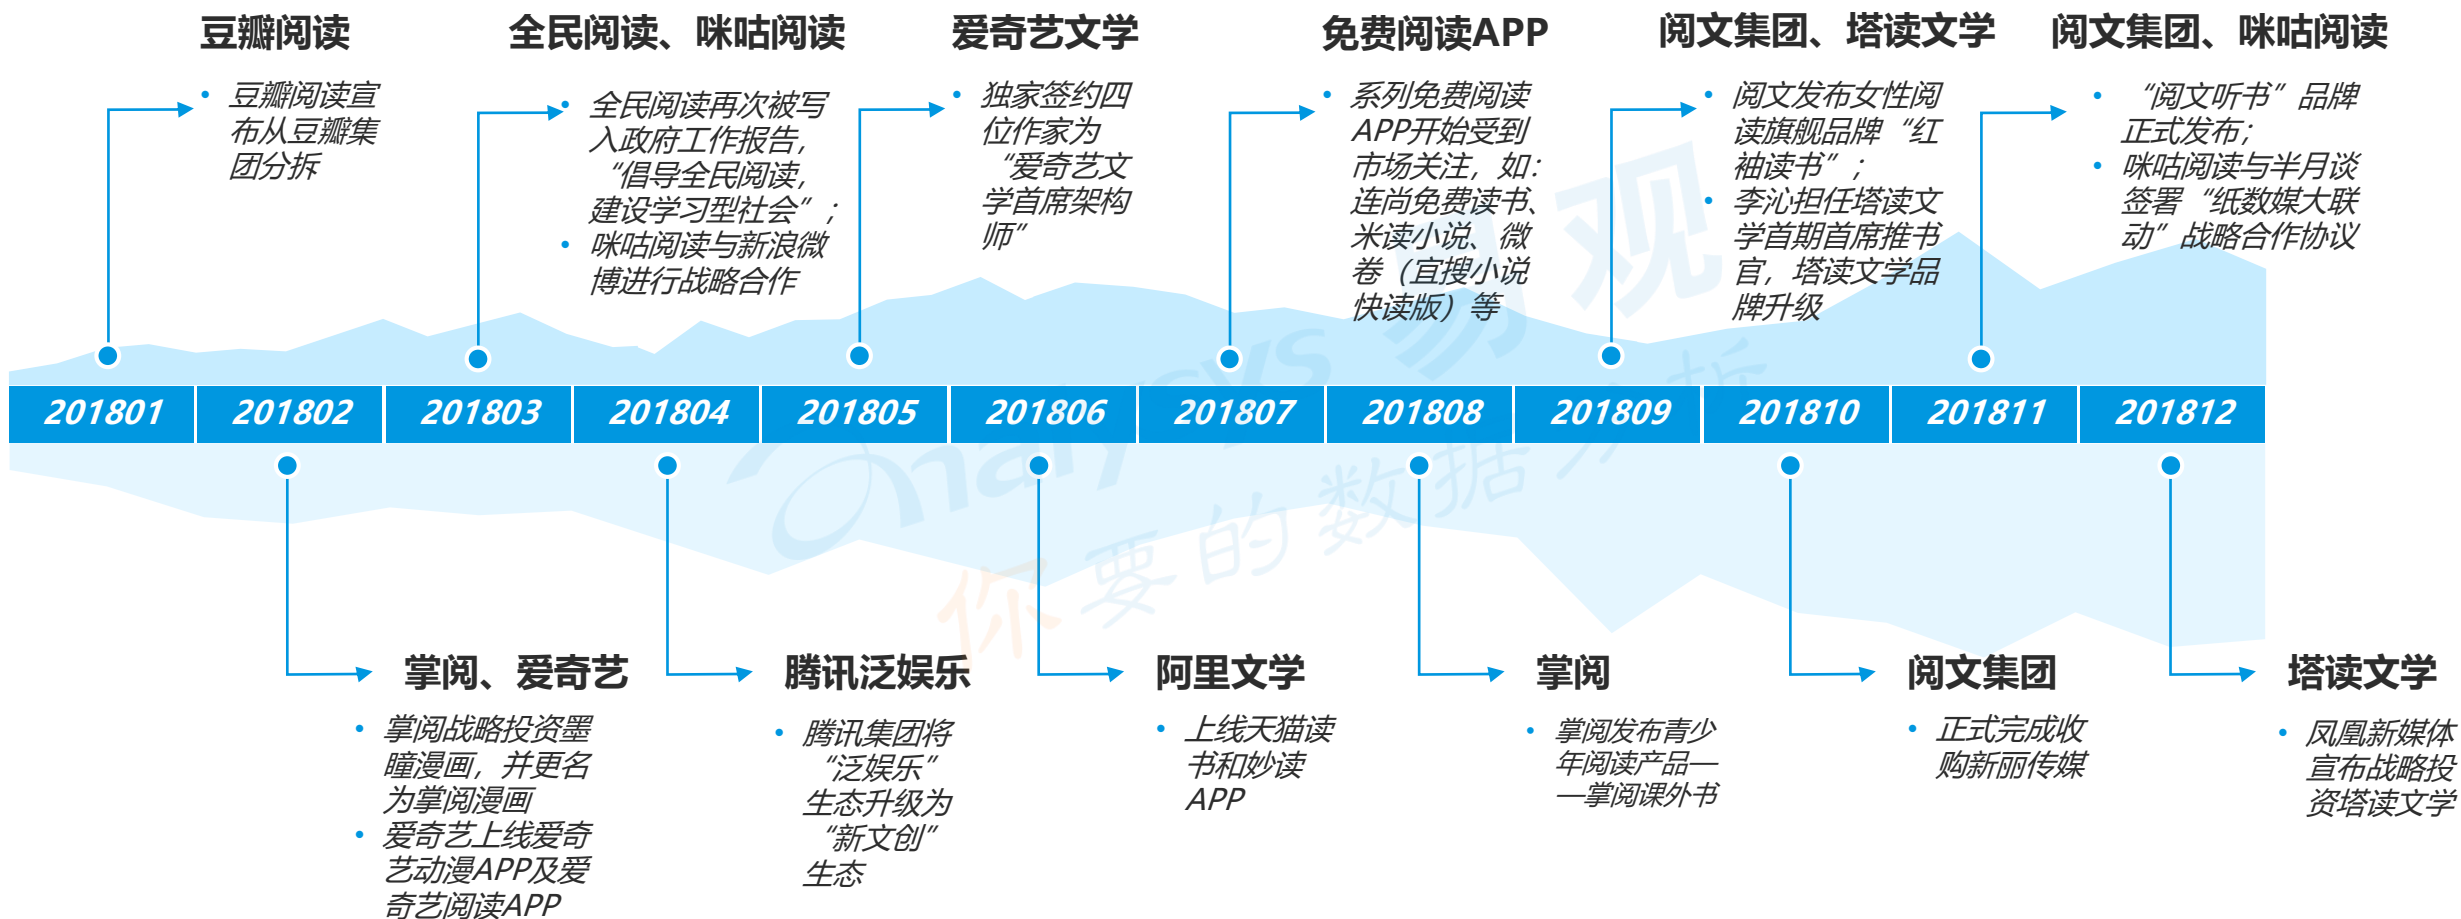 豆瓣阅读
豆瓣阅读宣
布从豆瓣集
团分拆
全民阅读、咪咕阅读
全民阅读再次被写
入政府工作报告，
“倡导全民阅读，
建设学习型社会”；
咪咕阅读与新浪微
博进行战略合作
爱奇艺文学
独家签约四
位作家为
“爱奇艺文
学首席架构
师”
免费阅读APP
系列免费阅读
APP开始受到
市场关注，如：
连尚免费读书、
米读小说、微
卷（宜搜小说
快读版）等
阅文集团、塔读文学
阅文发布女性阅
读旗舰品牌“红
袖读书”；
李沁担任塔读文
学首期首席推书
官，塔读文学品
牌升级
阅文集团、咪咕阅读
“阅文听书”品牌
正式发布；
咪咕阅读与半月谈
签署“纸数媒大联
动”战略合作协议
201801
201802
201803
201804
201805
201806
201807
201808
201809
201810
201811
201812
掌阅、爱奇艺
掌阅战略投资墨
瞳漫画，并更名
为掌阅漫画
爱奇艺上线爱奇
艺动漫APP及爱
奇艺阅读APP
腾讯泛娱乐
腾讯集团将
“泛娱乐”
生态升级为
“新文创”
生态
阿里文学
上线天猫读
书和妙读
APP
掌阅
掌阅发布青少
年阅读产品—
—掌阅课外书
阅文集团
正式完成收
购新丽传媒
塔读文学
凤凰新媒体
宣布战略投
资塔读文学
analysys 易观
你要的数据分析